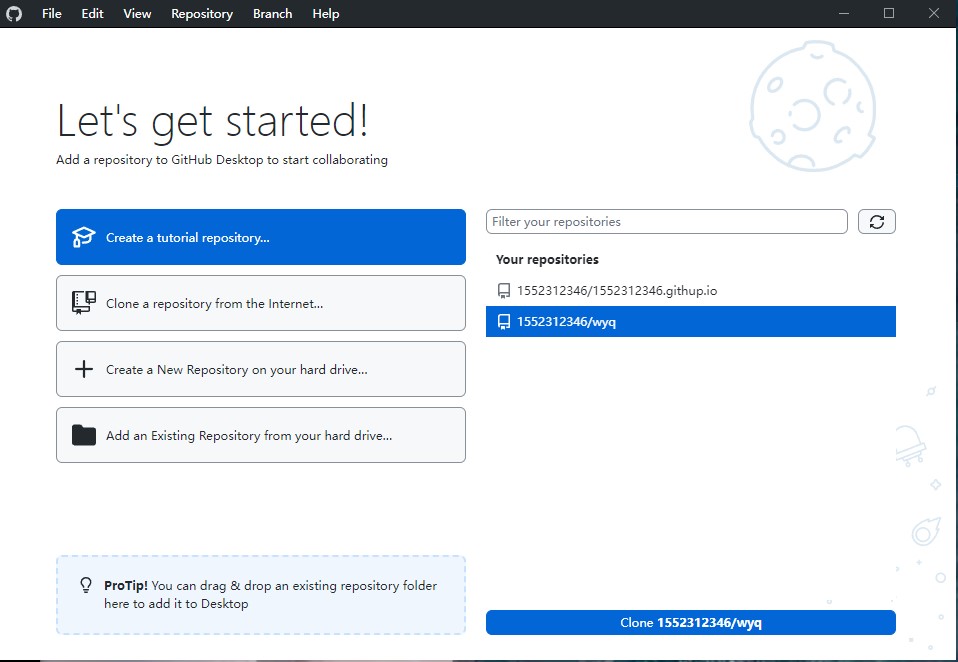 File Edit View Repository Branch Help
Let's get started!
Add a repository to GitHub Desktop to start collaborating
Create a tutorial repository...
Clone a repository from the Internet...
Create a New Repository on your hard drive...
Add an Existing Repository from your hard drive...
ProTip! You can drag & drop an existing repository folder
here to add it to Desktop
Filter your repositories
Your repositories
1552312346/1552312346.githup.io
1552312346/wyq
Clone 1552312346/wyq